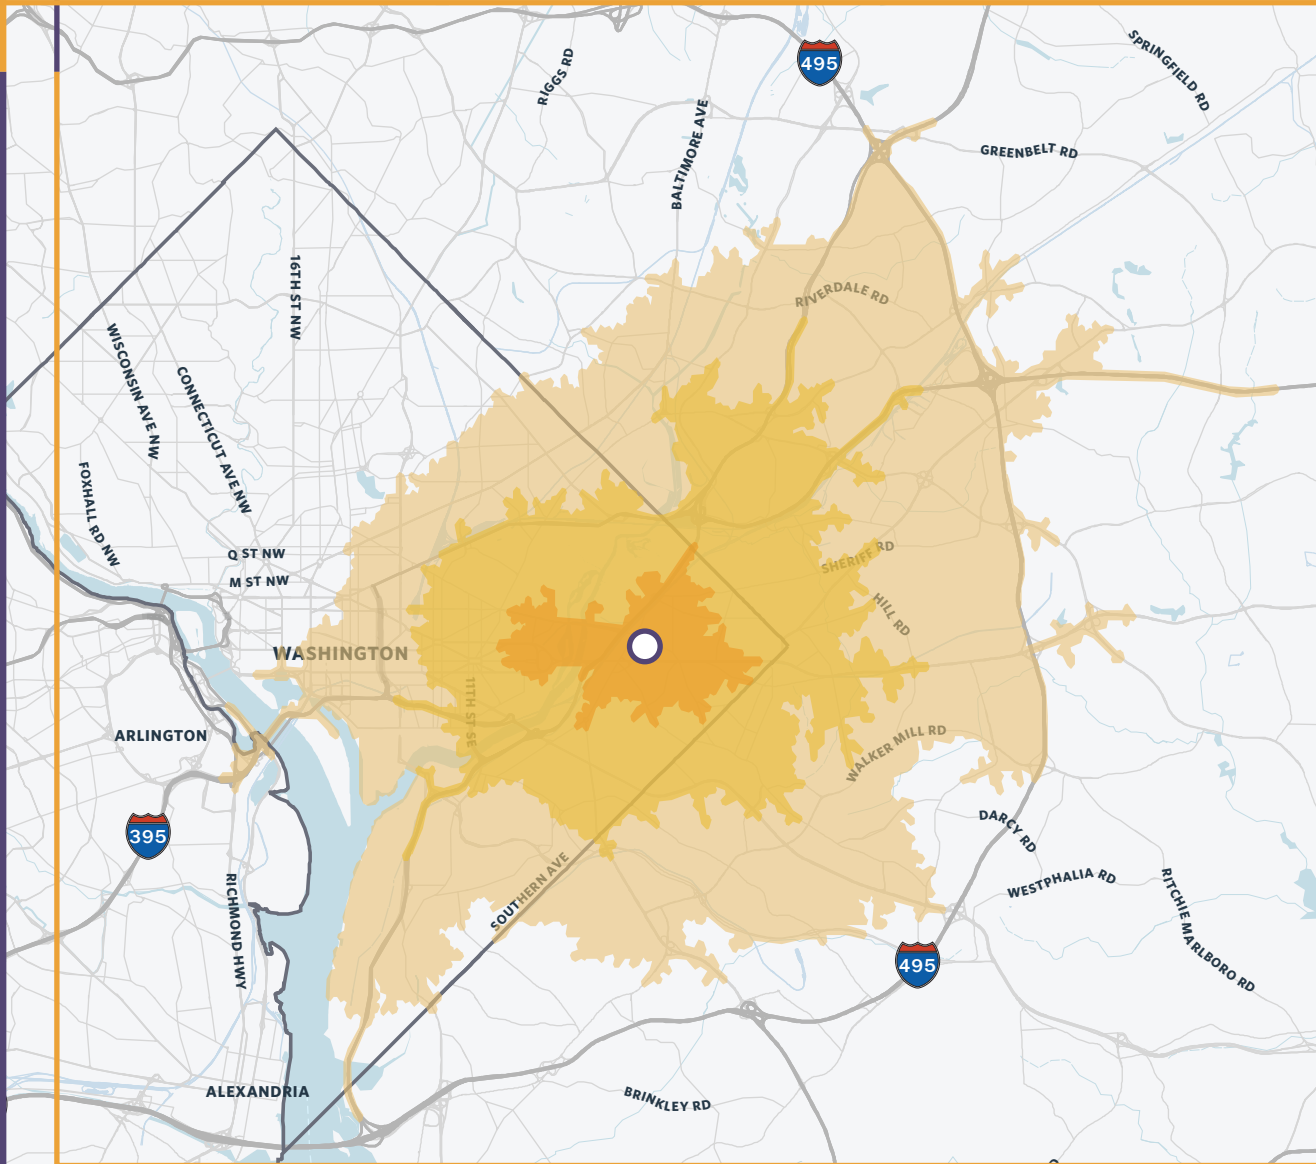 495
SPRINGFIELD RD
RIGGS RD
BALTIMORE AVE
GREENBELT RD
16TH ST NW
RIVERDALE RD
WISCONSIN AVE NW
CONNECTICUT AVE NW
FOXHALL RD NW
Q ST NW
M ST NW
SHERIFF RD
HILL RD
WASHINGTON
11TH ST SE
ARLINGTON
WALKER MILL RD
395
DARCY RD
SOUTHERN AVE
WESTPHALIA RD
RICHMOND HWY
RITCHIE MARLBORO RD
495
ALEXANDRIA
BRINKLEY RD